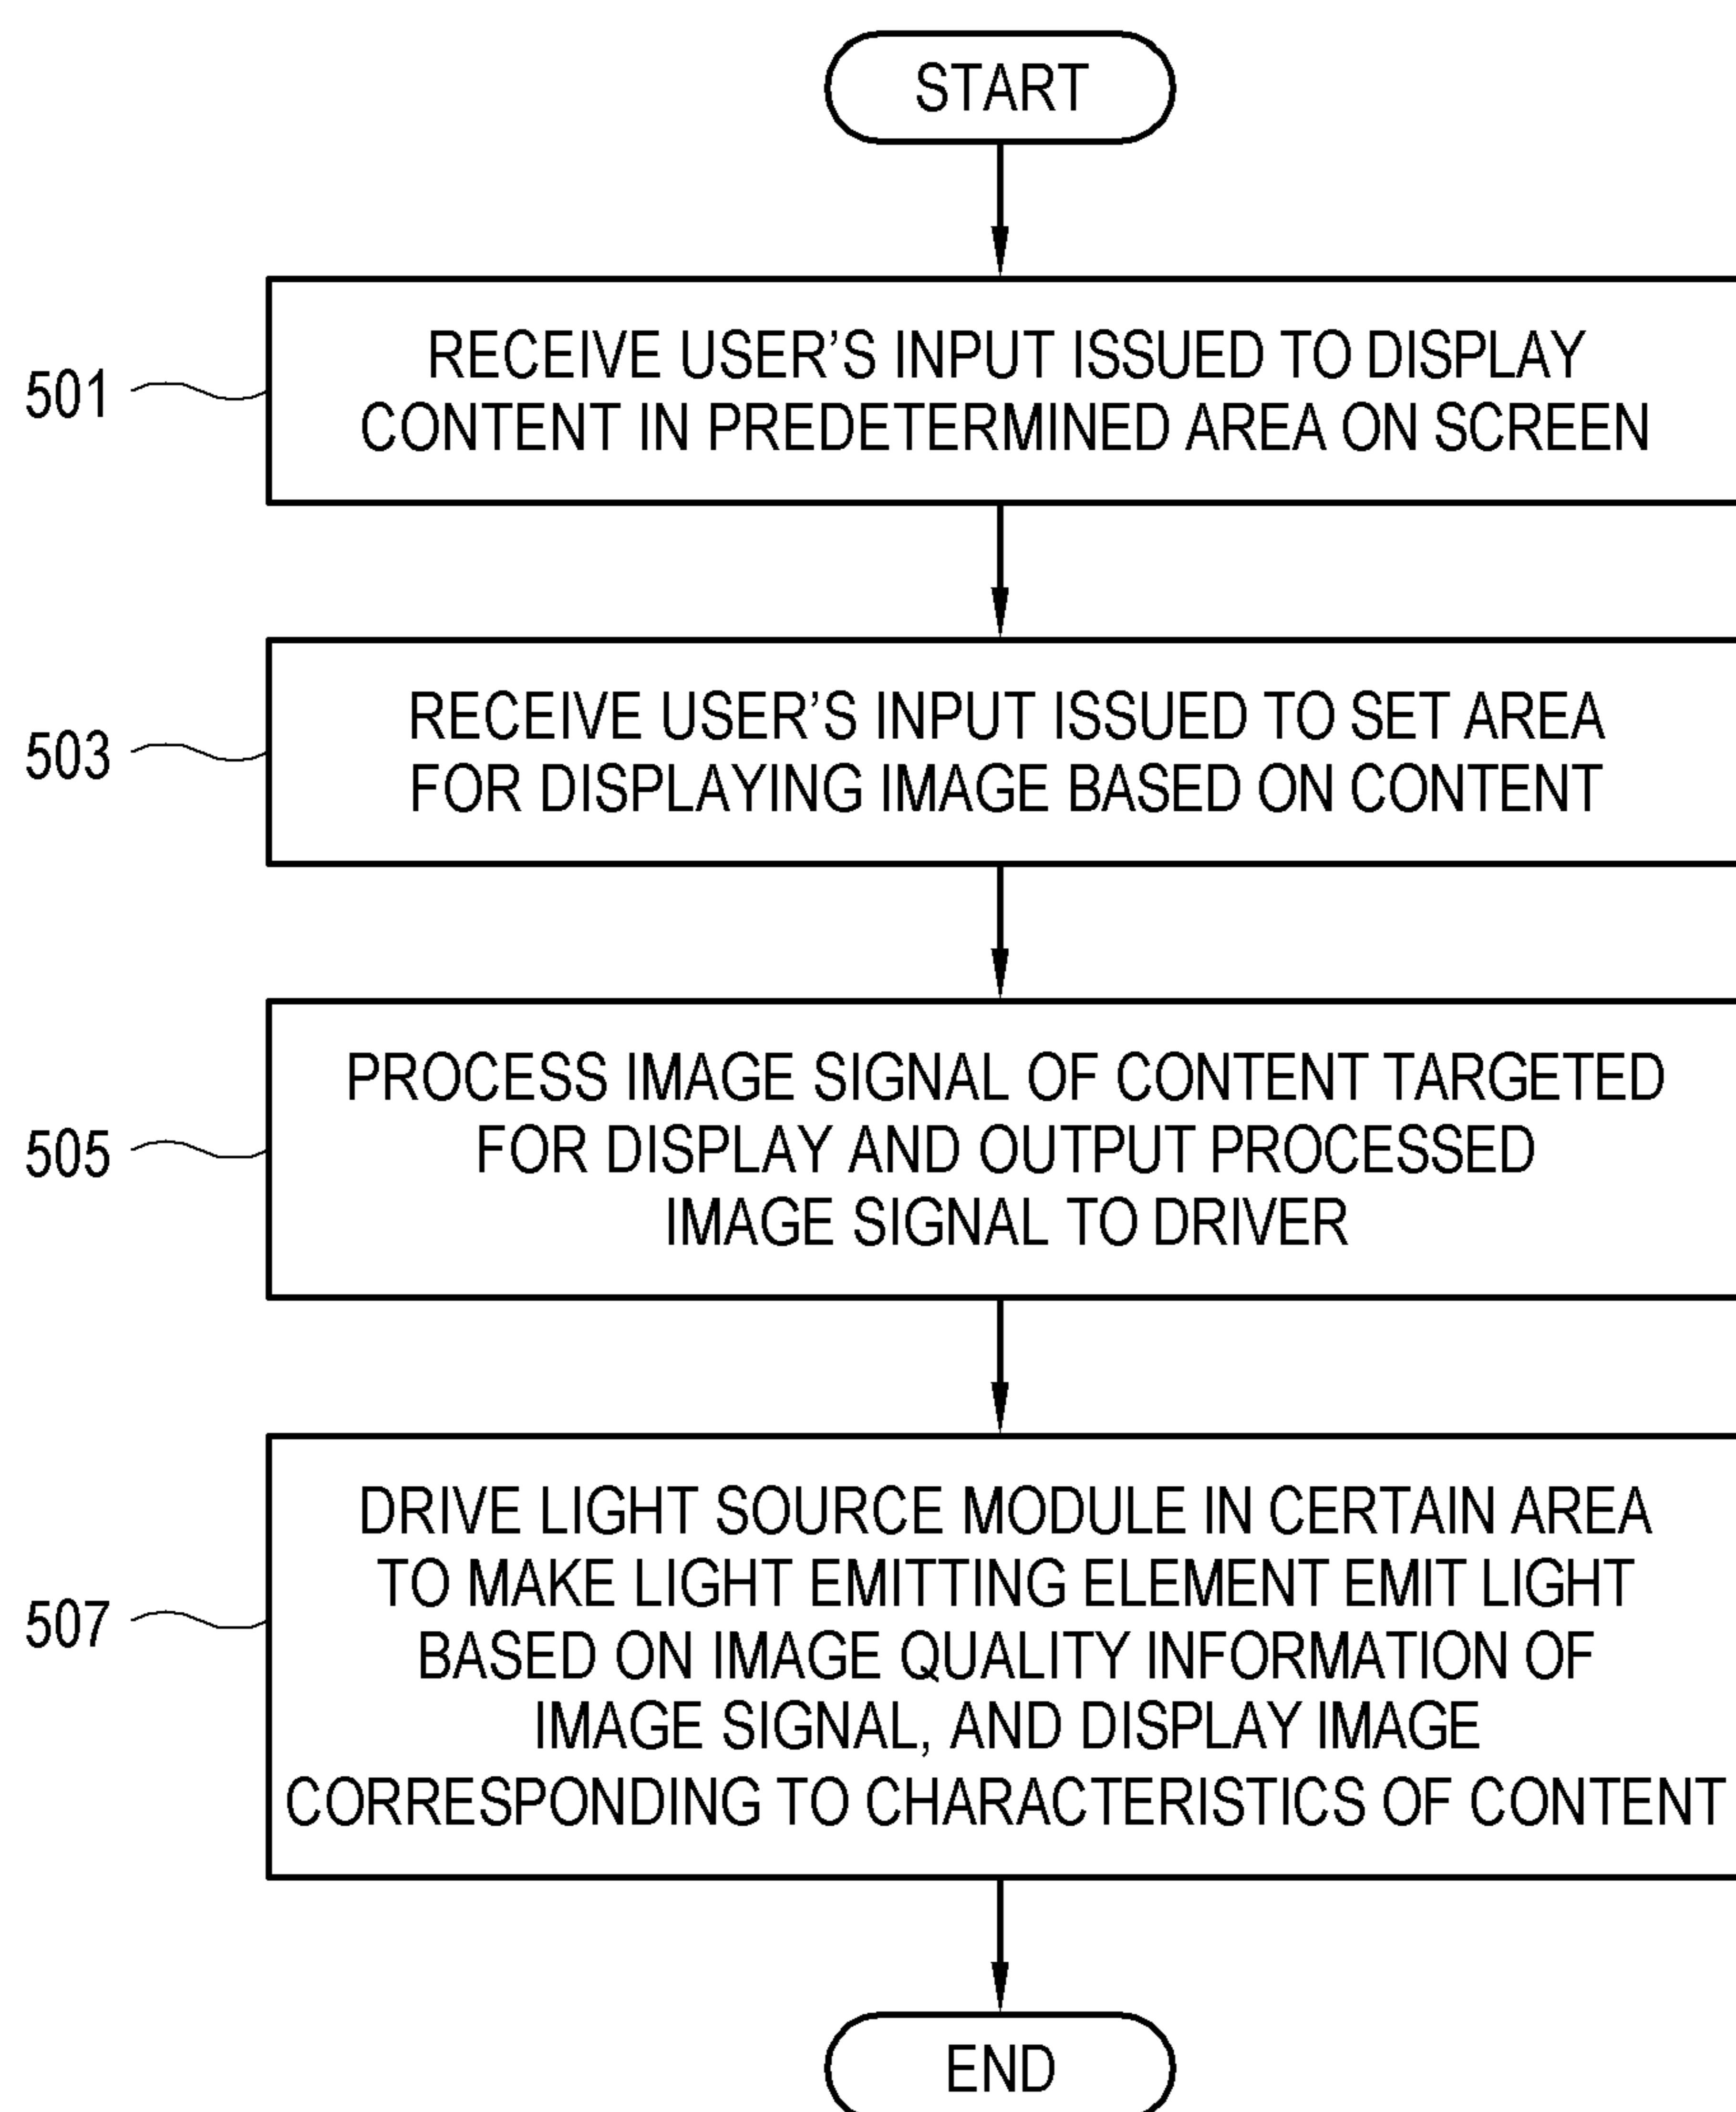 START
501
RECEIVE USER'S INPUT ISSUED TO DISPLAY
CONTENT IN PREDETERMINED AREA ON SCREEN
503
RECEIVE USER'S INPUT ISSUED TO SET AREA
FOR DISPLAYING IMAGE BASED ON CONTENT
505
PROCESS IMAGE SIGNAL OF CONTENT TARGETED
FOR DISPLAY AND OUTPUT PROCESSED
IMAGE SIGNAL TO DRIVER
507
DRIVE LIGHT SOURCE MODULE IN CERTAIN AREA
TO MAKE LIGHT EMITTING ELEMENT EMIT LIGHT
BASED ON IMAGE QUALITY INFORMATION OF
IMAGE SIGNAL, AND DISPLAY IMAGE
CORRESPONDING TO CHARACTERISTICS OF CONTENT
END